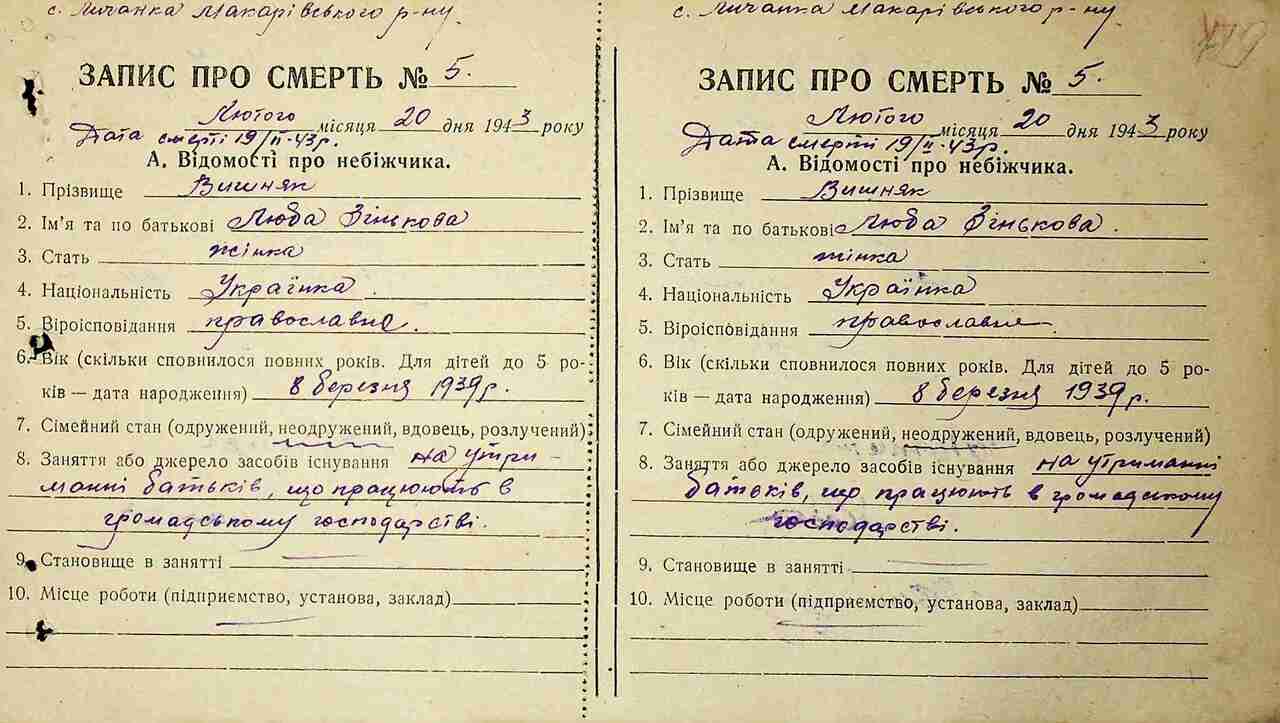 с. Личанка Макарівського р-ну.
ЗАПИС ПРО СМЕРТЬ № 5.
Лютого місяця 20 дня 1943 року
Дата смерті 19/II-43р.
А. Відомості про небіжчика.
1. Прізвище Вишняк
2. Ім'я та по батькові Люба Зінькова
3. Стать жінка
4. Національність Українка.
5. Віроісповідання православне.
6. Вік (скільки сповнилося повних років. Для дітей до 5 ро-
ків — дата народження) 8 березня 1939р.
7. Сімейний стан (одружений, неодружений, вдовець, розлучений)
8. Заняття або джерело засобів існування на утри-
манні батьків, що працюють в
громадському господарстві.
9. Становище в занятті
10. Місце роботи (підприємство, установа, заклад)
с. Личанка Макарівського р-ну.
ЗАПИС ПРО СМЕРТЬ № 5.
Лютого місяця 20 дня 1943 року
Дата смерті 19/II-43р.
А. Відомості про небіжчика.
1. Прізвище Вишняк
2. Ім'я та по батькові Люба Зінькова.
3. Стать жінка
4. Національність Українка
5. Віроісповідання православне
6. Вік (скільки сповнилося повних років. Для дітей до 5 ро-
ків — дата народження) 8 березня 1939р.
7. Сімейний стан (одружений, неодружений, вдовець, розлучений)
8. Заняття або джерело засобів існування на утриманні
батьків, що працюють в громадському
господарстві.
9. Становище в занятті
10. Місце роботи (підприємство, установа, заклад)